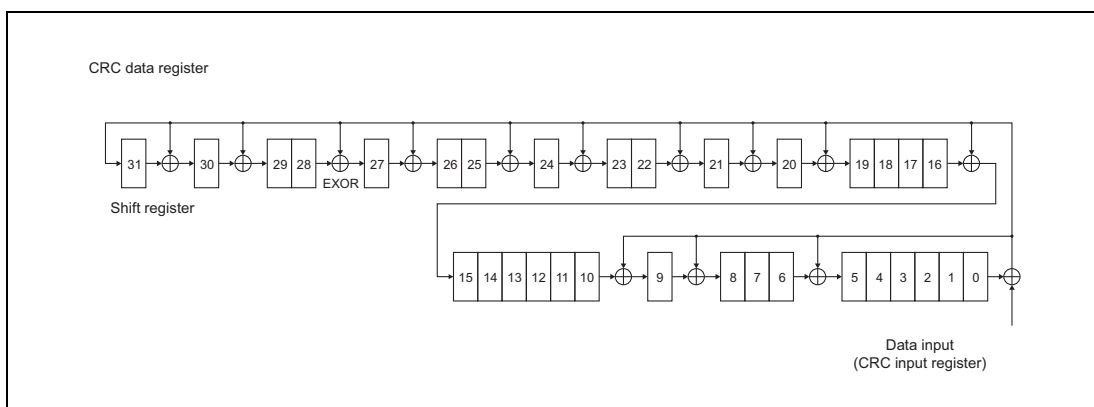 CRC data register
31 30 29 28 27 26 25 24 23 22 21 20 19 18 17 16
EXOR
Shift register
15 14 13 12 11 10 9 8 7 6 5 4 3 2 1 0
Data input
(CRC input register)